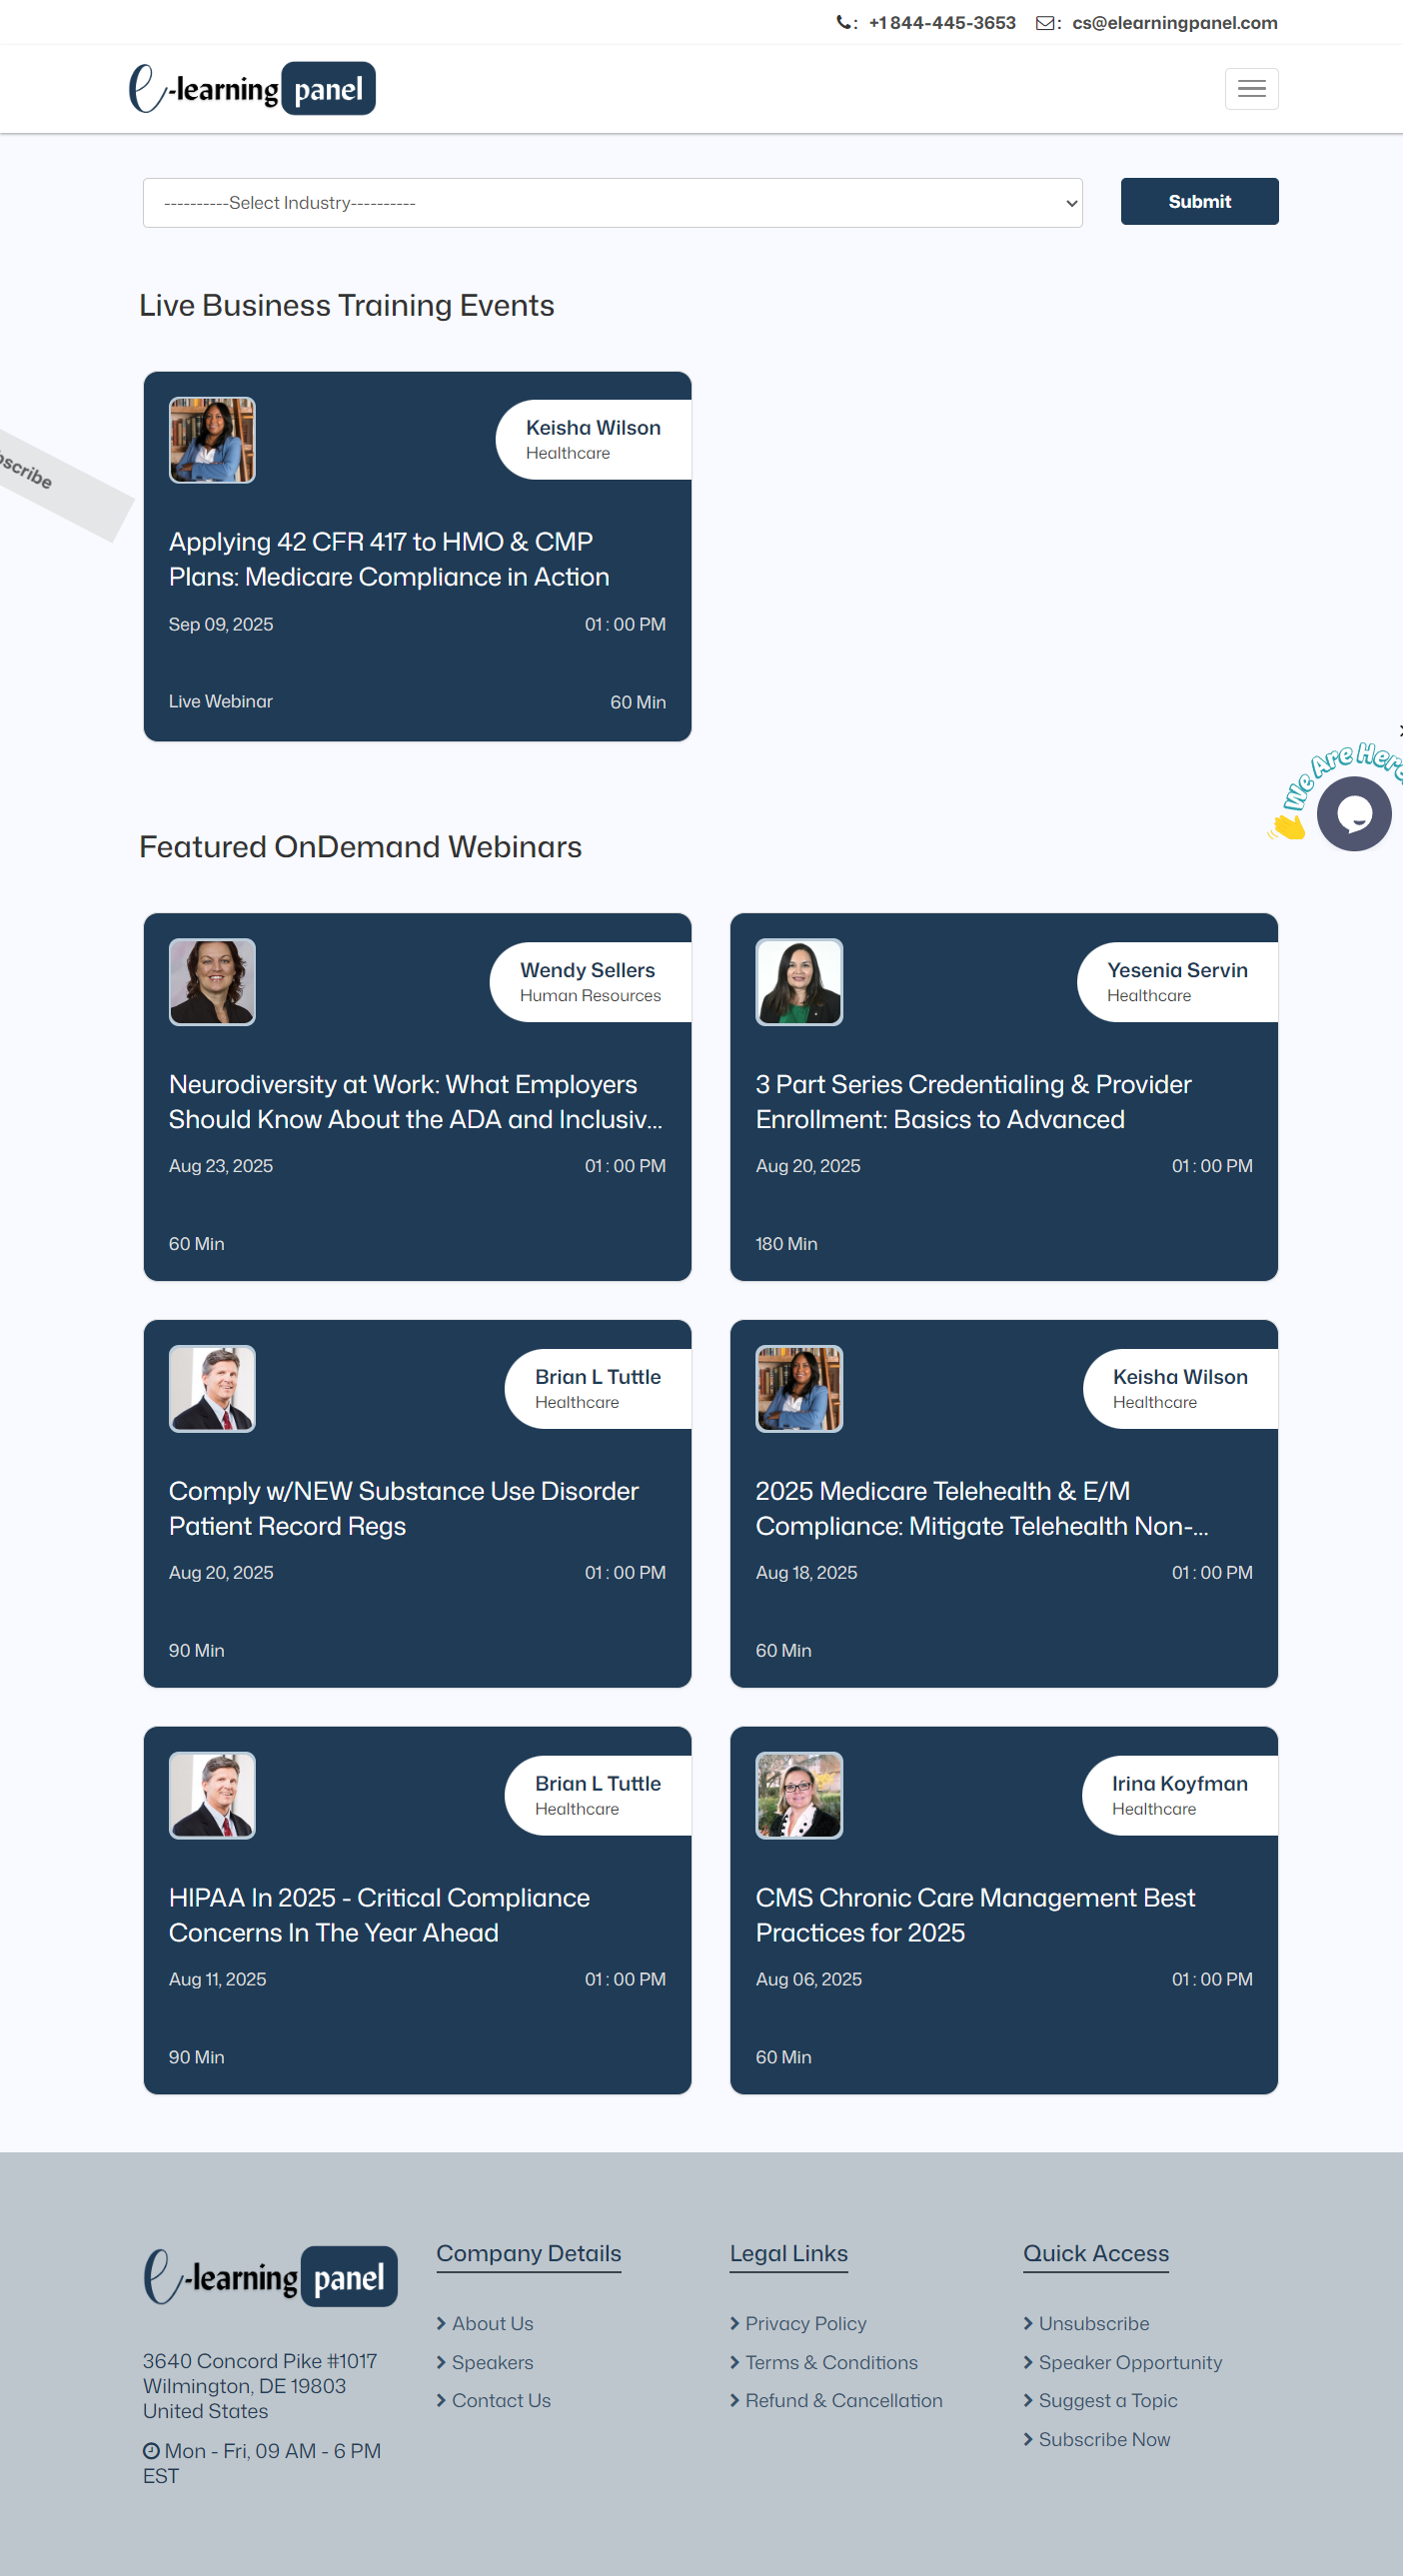 : +1 844-445-3653 : cs@elearningpanel.com
e-learning panel
----------Select Industry----------
Submit
Live Business Training Events
Keisha Wilson
Healthcare
Applying 42 CFR 417 to HMO & CMP
Plans: Medicare Compliance in Action
Sep 09, 2025
01 : 00 PM
Live Webinar
60 Min
We Are Here
Featured OnDemand Webinars
Wendy Sellers
Human Resources
Neurodiversity at Work: What Employers
Should Know About the ADA and Inclusiv...
Aug 23, 2025
01 : 00 PM
60 Min
Yesenia Servin
Healthcare
3 Part Series Credentialing & Provider
Enrollment: Basics to Advanced
Aug 20, 2025
01 : 00 PM
180 Min
Brian L Tuttle
Healthcare
Comply w/NEW Substance Use Disorder
Patient Record Regs
Aug 20, 2025
01 : 00 PM
90 Min
Keisha Wilson
Healthcare
2025 Medicare Telehealth & E/M
Compliance: Mitigate Telehealth Non-...
Aug 18, 2025
01 : 00 PM
60 Min
Brian L Tuttle
Healthcare
HIPAA In 2025 - Critical Compliance
Concerns In The Year Ahead
Aug 11, 2025
01 : 00 PM
90 Min
Irina Koyfman
Healthcare
CMS Chronic Care Management Best
Practices for 2025
Aug 06, 2025
01 : 00 PM
60 Min
e-learning panel
3640 Concord Pike #1017
Wilmington, DE 19803
United States
Mon - Fri, 09 AM - 6 PM
EST
Company Details
About Us
Speakers
Contact Us
Legal Links
Privacy Policy
Terms & Conditions
Refund & Cancellation
Quick Access
Unsubscribe
Speaker Opportunity
Suggest a Topic
Subscribe Now